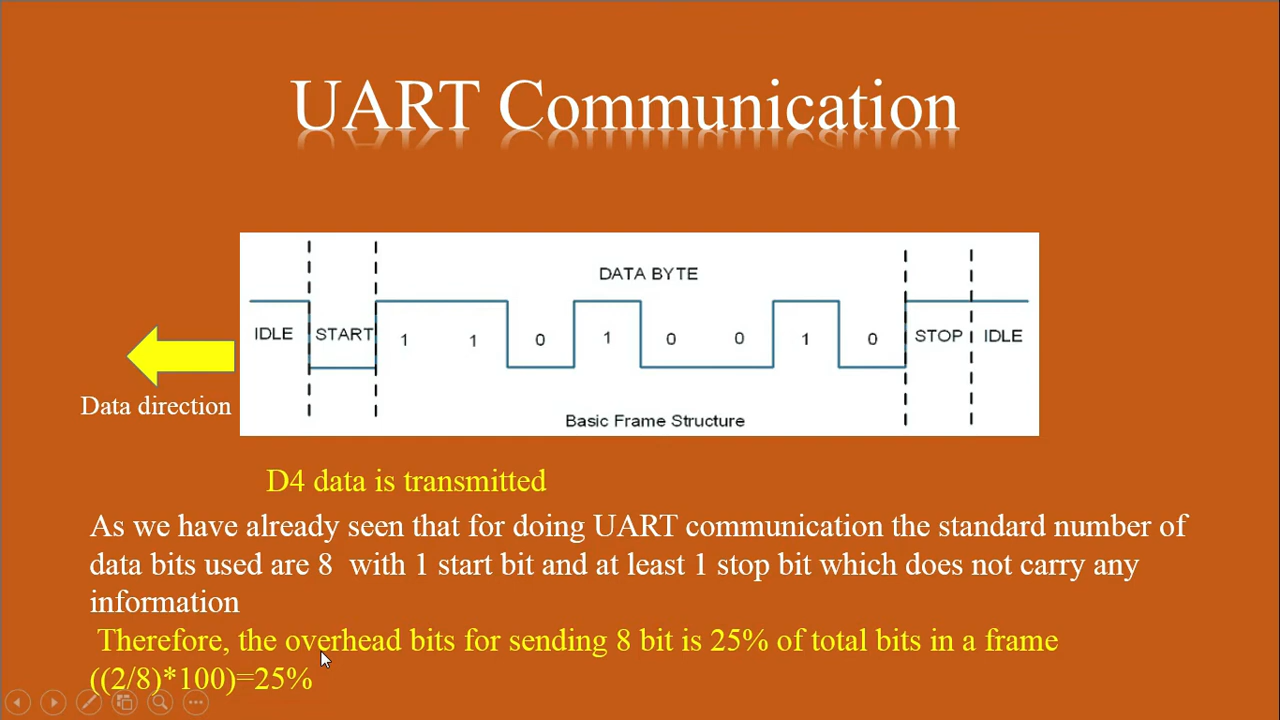 UART Communication
DATA BYTE
IDLE START 1 1 0 1 0 0 1 0 STOP IDLE
Data direction
Basic Frame Structure
D4 data is transmitted
As we have already seen that for doing UART communication the standard number of
data bits used are 8 with 1 start bit and at least 1 stop bit which does not carry any
information
Therefore, the overhead bits for sending 8 bit is 25% of total bits in a frame
((2/8)*100)=25%